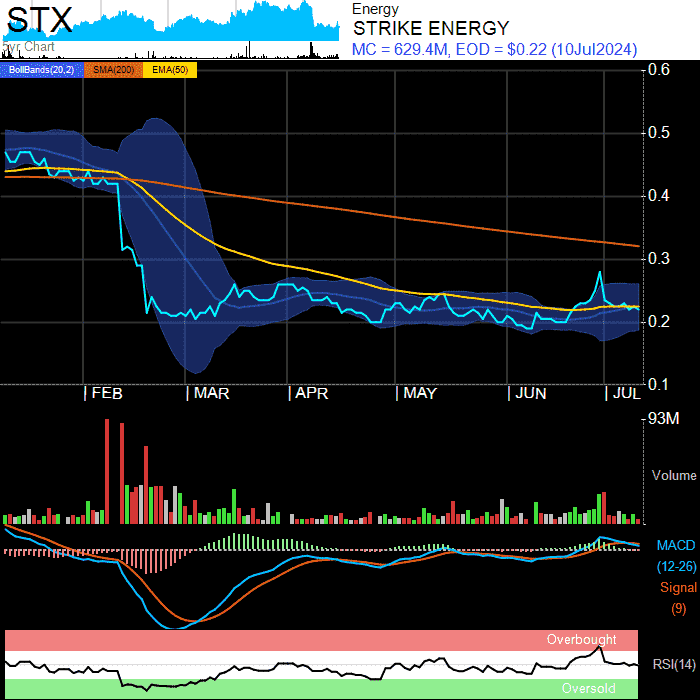 STX
5yr Chart
Energy
STRIKE ENERGY
MC = 629.4M, EOD = $0.22 (10Jul2024)
BollBands(20,2) SMA(200) EMA(50)
0.6
0.5
0.4
0.3
0.2
0.1
FEB MAR APR MAY JUN JUL
93M
Volume
MACD
(12-26)
Signal
(9)
Overbought
RSI(14)
Oversold